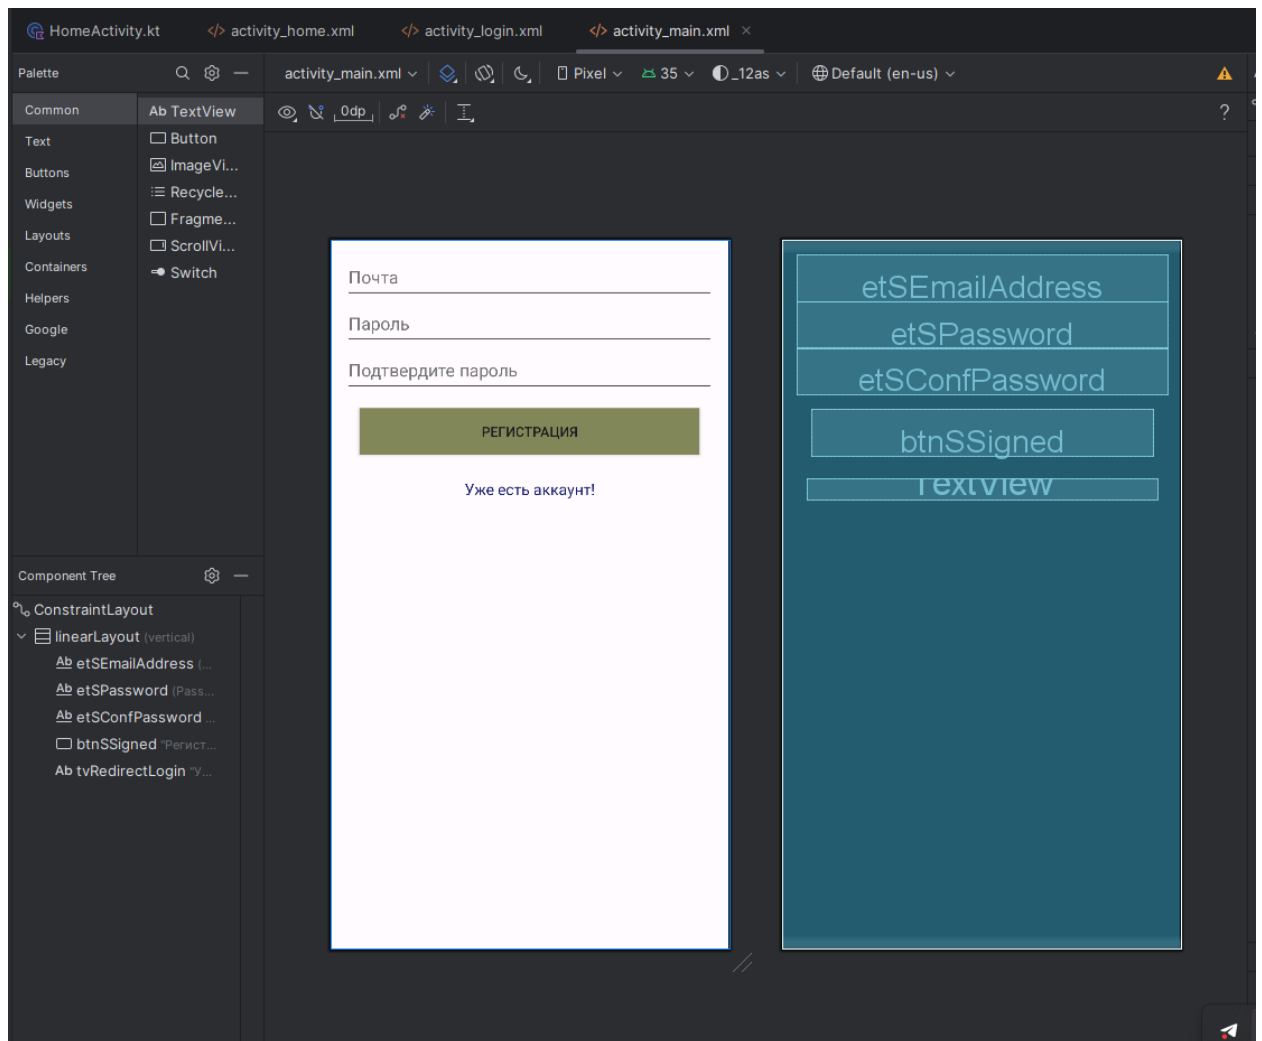 HomeActivity.kt
activity_home.xml
activity_login.xml
activity_main.xml
Palette
activity_main.xml
Pixel
35
_12as
Default (en-us)
Common
Text
Buttons
Widgets
Layouts
Containers
Helpers
Google
Legacy
Ab TextView
Button
ImageVi...
Recycle...
Fragme...
ScrollVi...
Switch
0dp
?
Почта
Пароль
Подтвердите пароль
РЕГИСТРАЦИЯ
Уже есть аккаунт!
etSEmailAddress
etSPassword
etSConfPassword
btnSSigned
TextView
Component Tree
ConstraintLayout
linearLayout (vertical)
Ab etSEmailAddress (...
Ab etSPassword (Pass...
Ab etSConfPassword ...
btnSSigned "Регист...
Ab tvRedirectLogin "У...